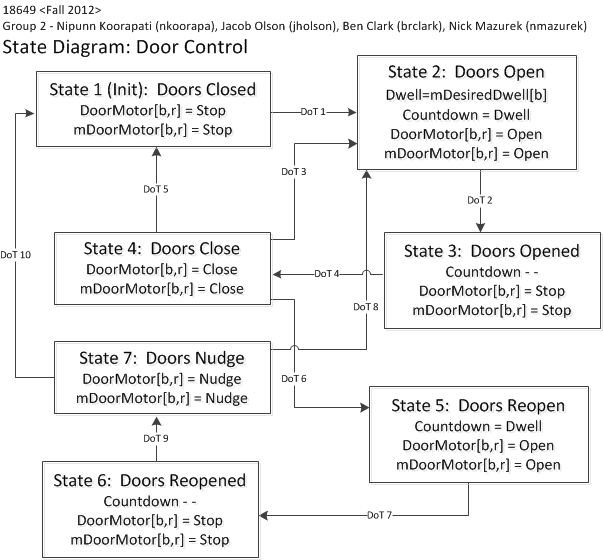 18649 <Fall 2012>
Group 2 - Nipunn Koorapati (nkoorapa), Jacob Olson (jholson), Ben Clark (brclark), Nick Mazurek (nmazurek)
State Diagram: Door Control
State 1 (Init):  Doors Closed
DoorMotor[b,r] = Stop
mDoorMotor[b,r] = Stop
DoT 1
State 2:  Doors Open
Dwell=mDesiredDwell[b]
Countdown = Dwell
DoorMotor[b,r] = Open
mDoorMotor[b,r] = Open
DoT 3
DoT 5
DoT 2
State 4:  Doors Close
DoorMotor[b,r] = Close
mDoorMotor[b,r] = Close
DoT 10
DoT 4
State 3:  Doors Opened
Countdown - -
DoorMotor[b,r] = Stop
mDoorMotor[b,r] = Stop
DoT 8
State 7:  Doors Nudge
DoorMotor[b,r] = Nudge
mDoorMotor[b,r] = Nudge
DoT 6
State 5:  Doors Reopen
Countdown = Dwell
DoorMotor[b,r] = Open
mDoorMotor[b,r] = Open
DoT 9
State 6:  Doors Reopened
Countdown - -
DoorMotor[b,r] = Stop
mDoorMotor[b,r] = Stop
DoT 7